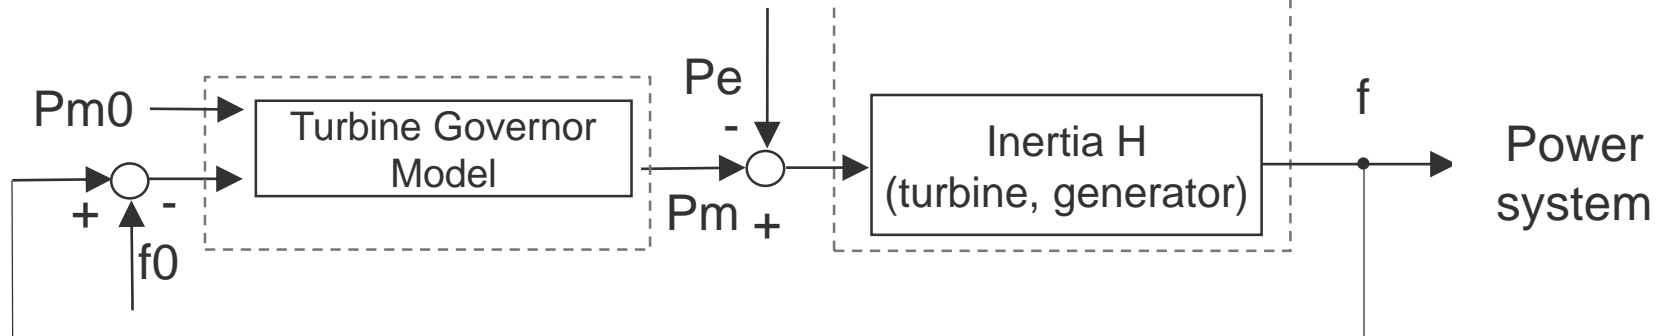 Pe
-
f
Pm0
Turbine Governor
Model
Inertia H
(turbine, generator)
Power
system
+
-
Pm
+
f0